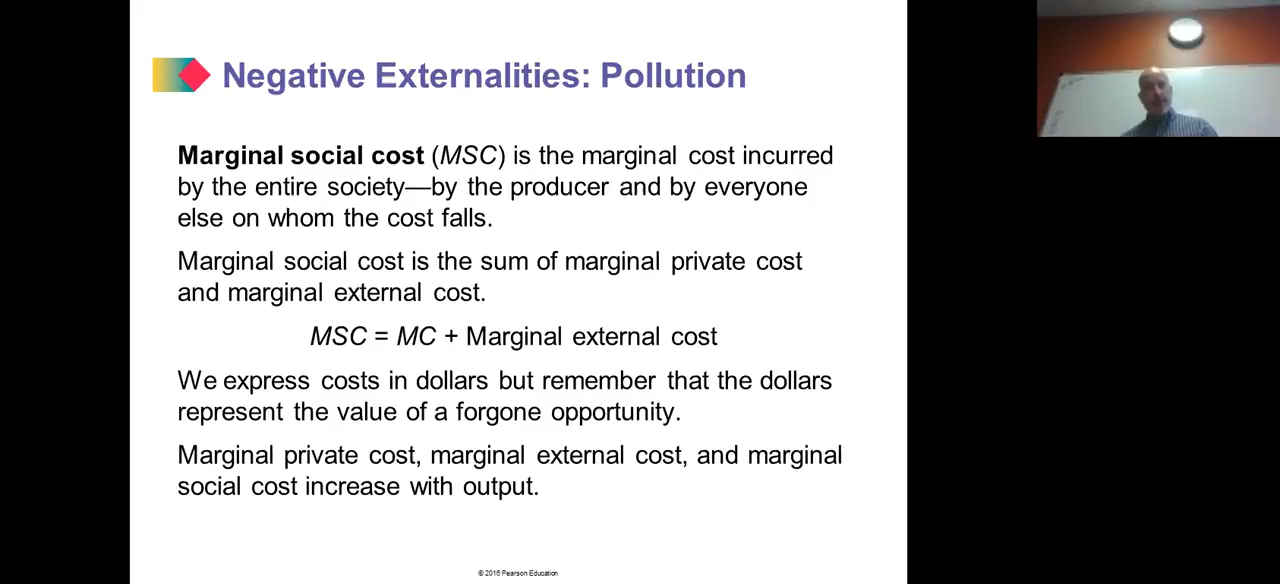 Negative Externalities: Pollution
Marginal social cost (MSC) is the marginal cost incurred
by the entire society—by the producer and by everyone
else on whom the cost falls.
Marginal social cost is the sum of marginal private cost
and marginal external cost.
MSC = MC + Marginal external cost
We express costs in dollars but remember that the dollars
represent the value of a forgone opportunity.
Marginal private cost, marginal external cost, and marginal
social cost increase with output.
© 2016 Pearson Education